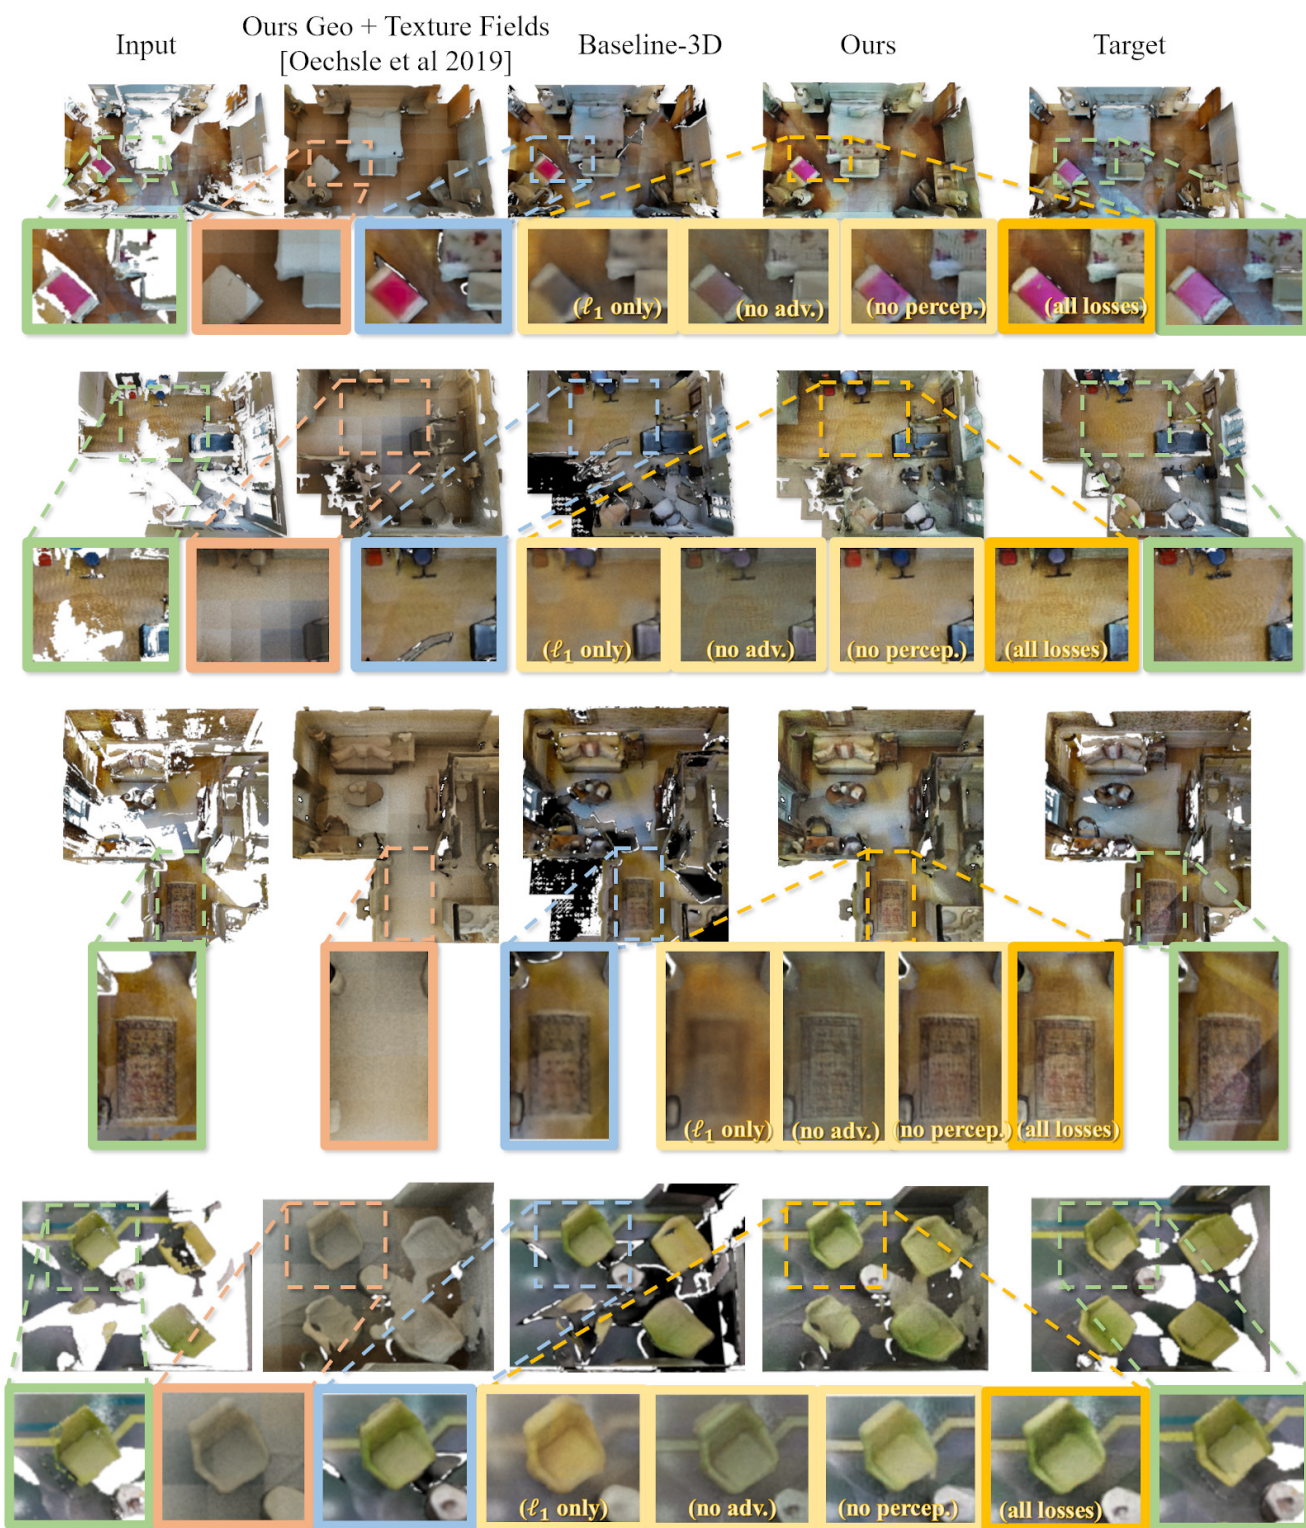 Input
Ours Geo + Texture Fields
[Oechsle et al 2019]
Baseline-3D
Ours
Target
(ℓ₁ only)
(no adv.)
(no percep.)
(all losses)
(ℓ₁ only)
(no adv.)
(no percep.)
(all losses)
(ℓ₁ only)
(no adv.)
(no percep.)
(all losses)
(ℓ₁ only)
(no adv.)
(no percep.)
(all losses)